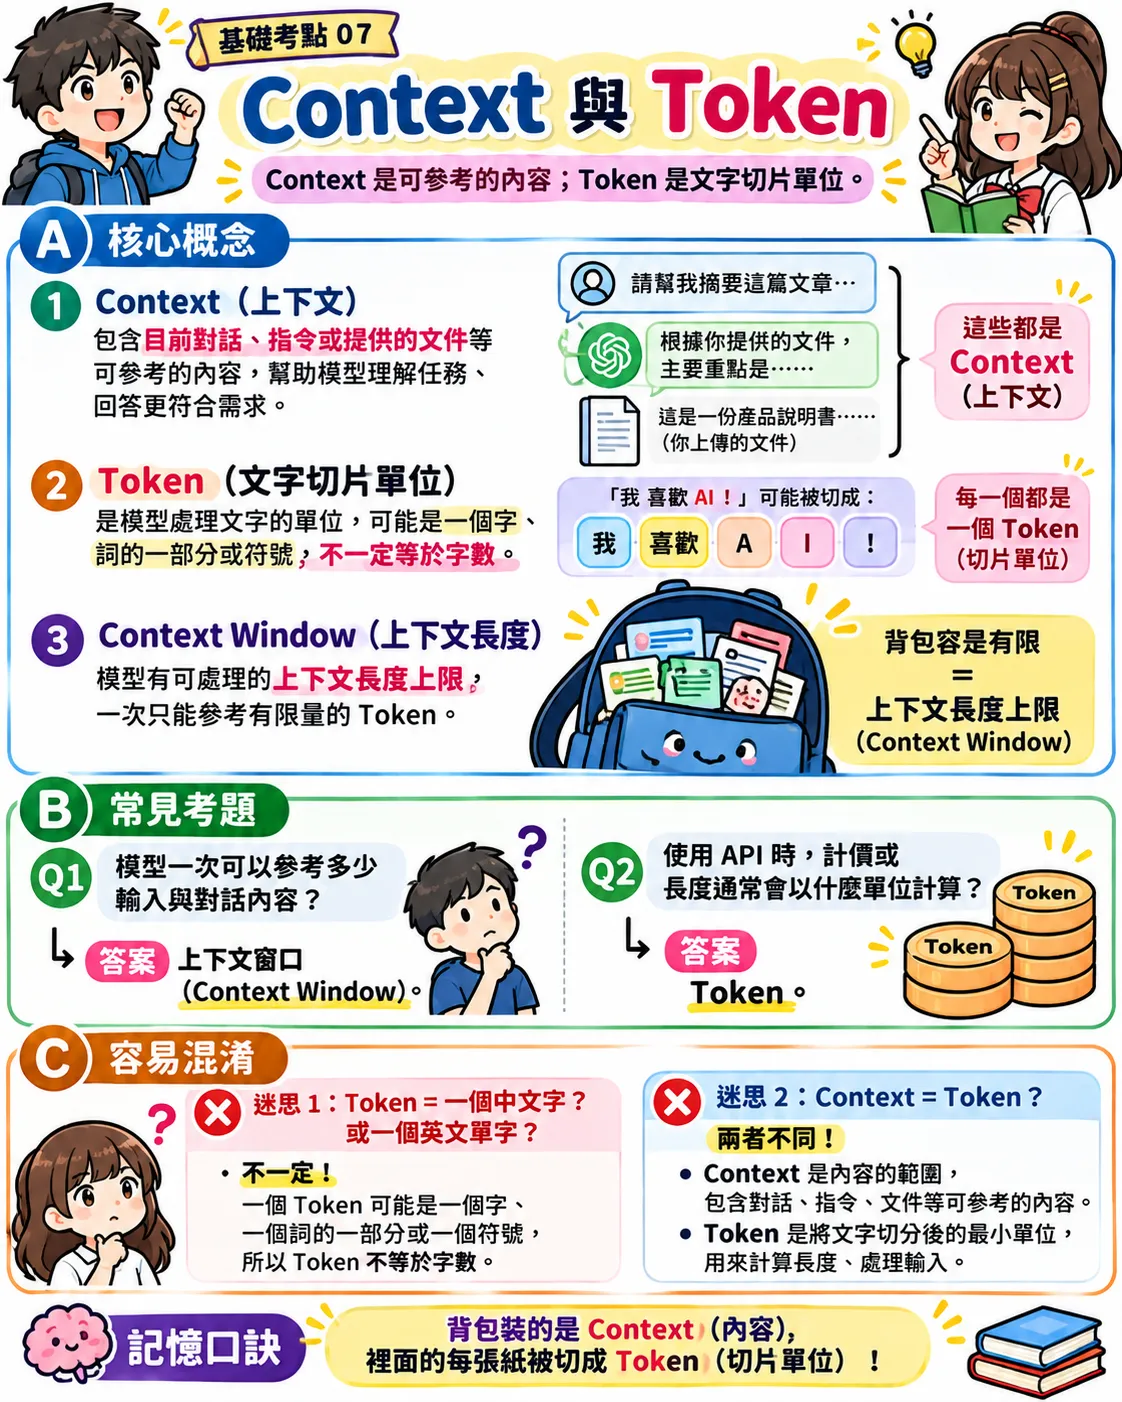 基礎考點 07
Context 與 Token
Context 是可參考的內容；Token 是文字切片單位。
A 核心概念
1 Context（上下文）
包含目前對話、指令或提供的文件等
可參考的內容，幫助模型理解任務、
回答更符合需求。
請幫我摘要這篇文章…
根據你提供的文件，
主要重點是……
這是一份產品說明書……
（你上傳的文件）
這些都是
Context
（上下文）
2 Token（文字切片單位）
是模型處理文字的單位，可能是一個字、
詞的一部分或符號，不一定等於字數。
「我 喜歡 AI！」可能被切成：
我 喜歡 A I ！
每一個都是
一個 Token
（切片單位）
3 Context Window（上下文長度）
模型有可處理的上下文長度上限，
一次只能參考有限量的 Token。
背包容是有限
＝
上下文長度上限
（Context Window）
B 常見考題
Q1 模型一次可以參考多少
輸入與對話內容？
答案 上下文窗口
（Context Window）。
?
Q2 使用 API 時，計價或
長度通常會以什麼單位計算？
答案
Token。
Token
Token
C 容易混淆
?
迷思 1：Token = 一個中文字？
或一個英文單字？
• 不一定！
一個 Token 可能是一個字、
一個詞的一部分或一個符號，
所以 Token 不等於字數。
迷思 2：Context = Token？
兩者不同！
• Context 是內容的範圍，
包含對話、指令、文件等可參考的內容。
• Token 是將文字切分後的最小單位，
用來計算長度、處理輸入。
記憶口訣
背包裝的是 Context（內容），
裡面的每張紙被切成 Token（切片單位）！